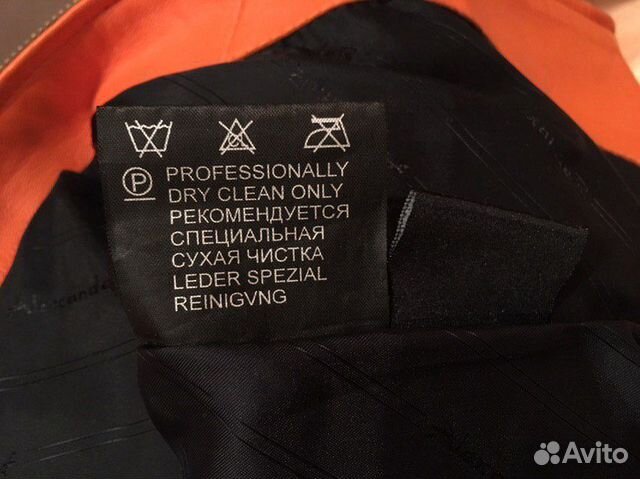 P
PROFESSIONALLY
DRY CLEAN ONLY
РЕКОМЕНДУЕТСЯ
СПЕЦИАЛЬНАЯ
СУХАЯ ЧИСТКА
LEDER SPEZIAL
REINIGVNG
Avito